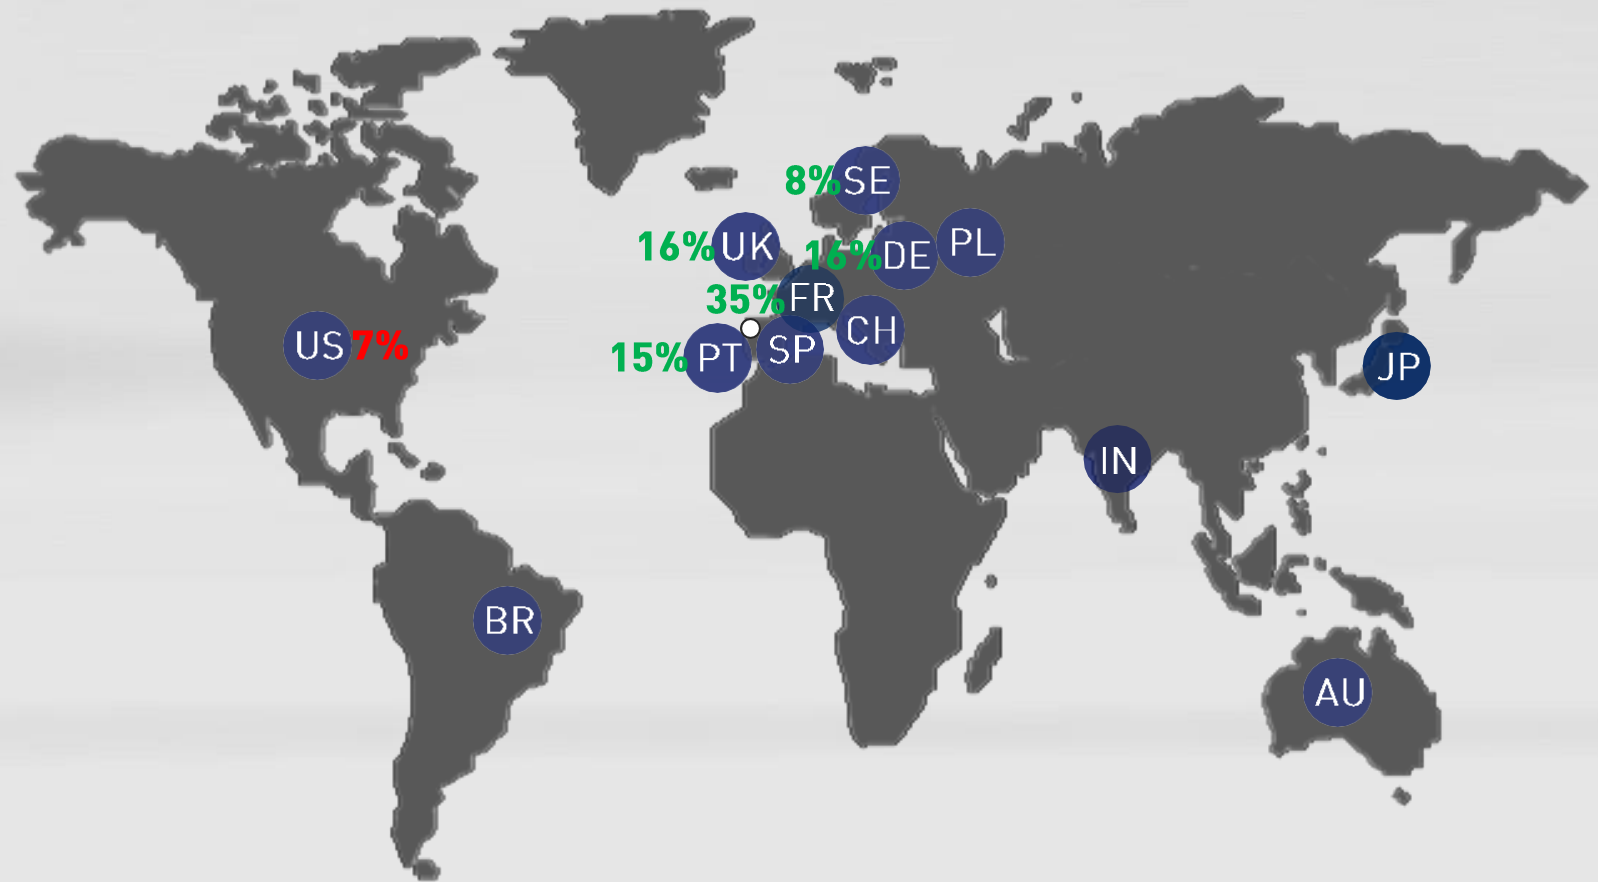 8% SE
16% UK
16% DE
PL
35% FR
US 7%
CH
15% PT
SP
JP
IN
BR
AU